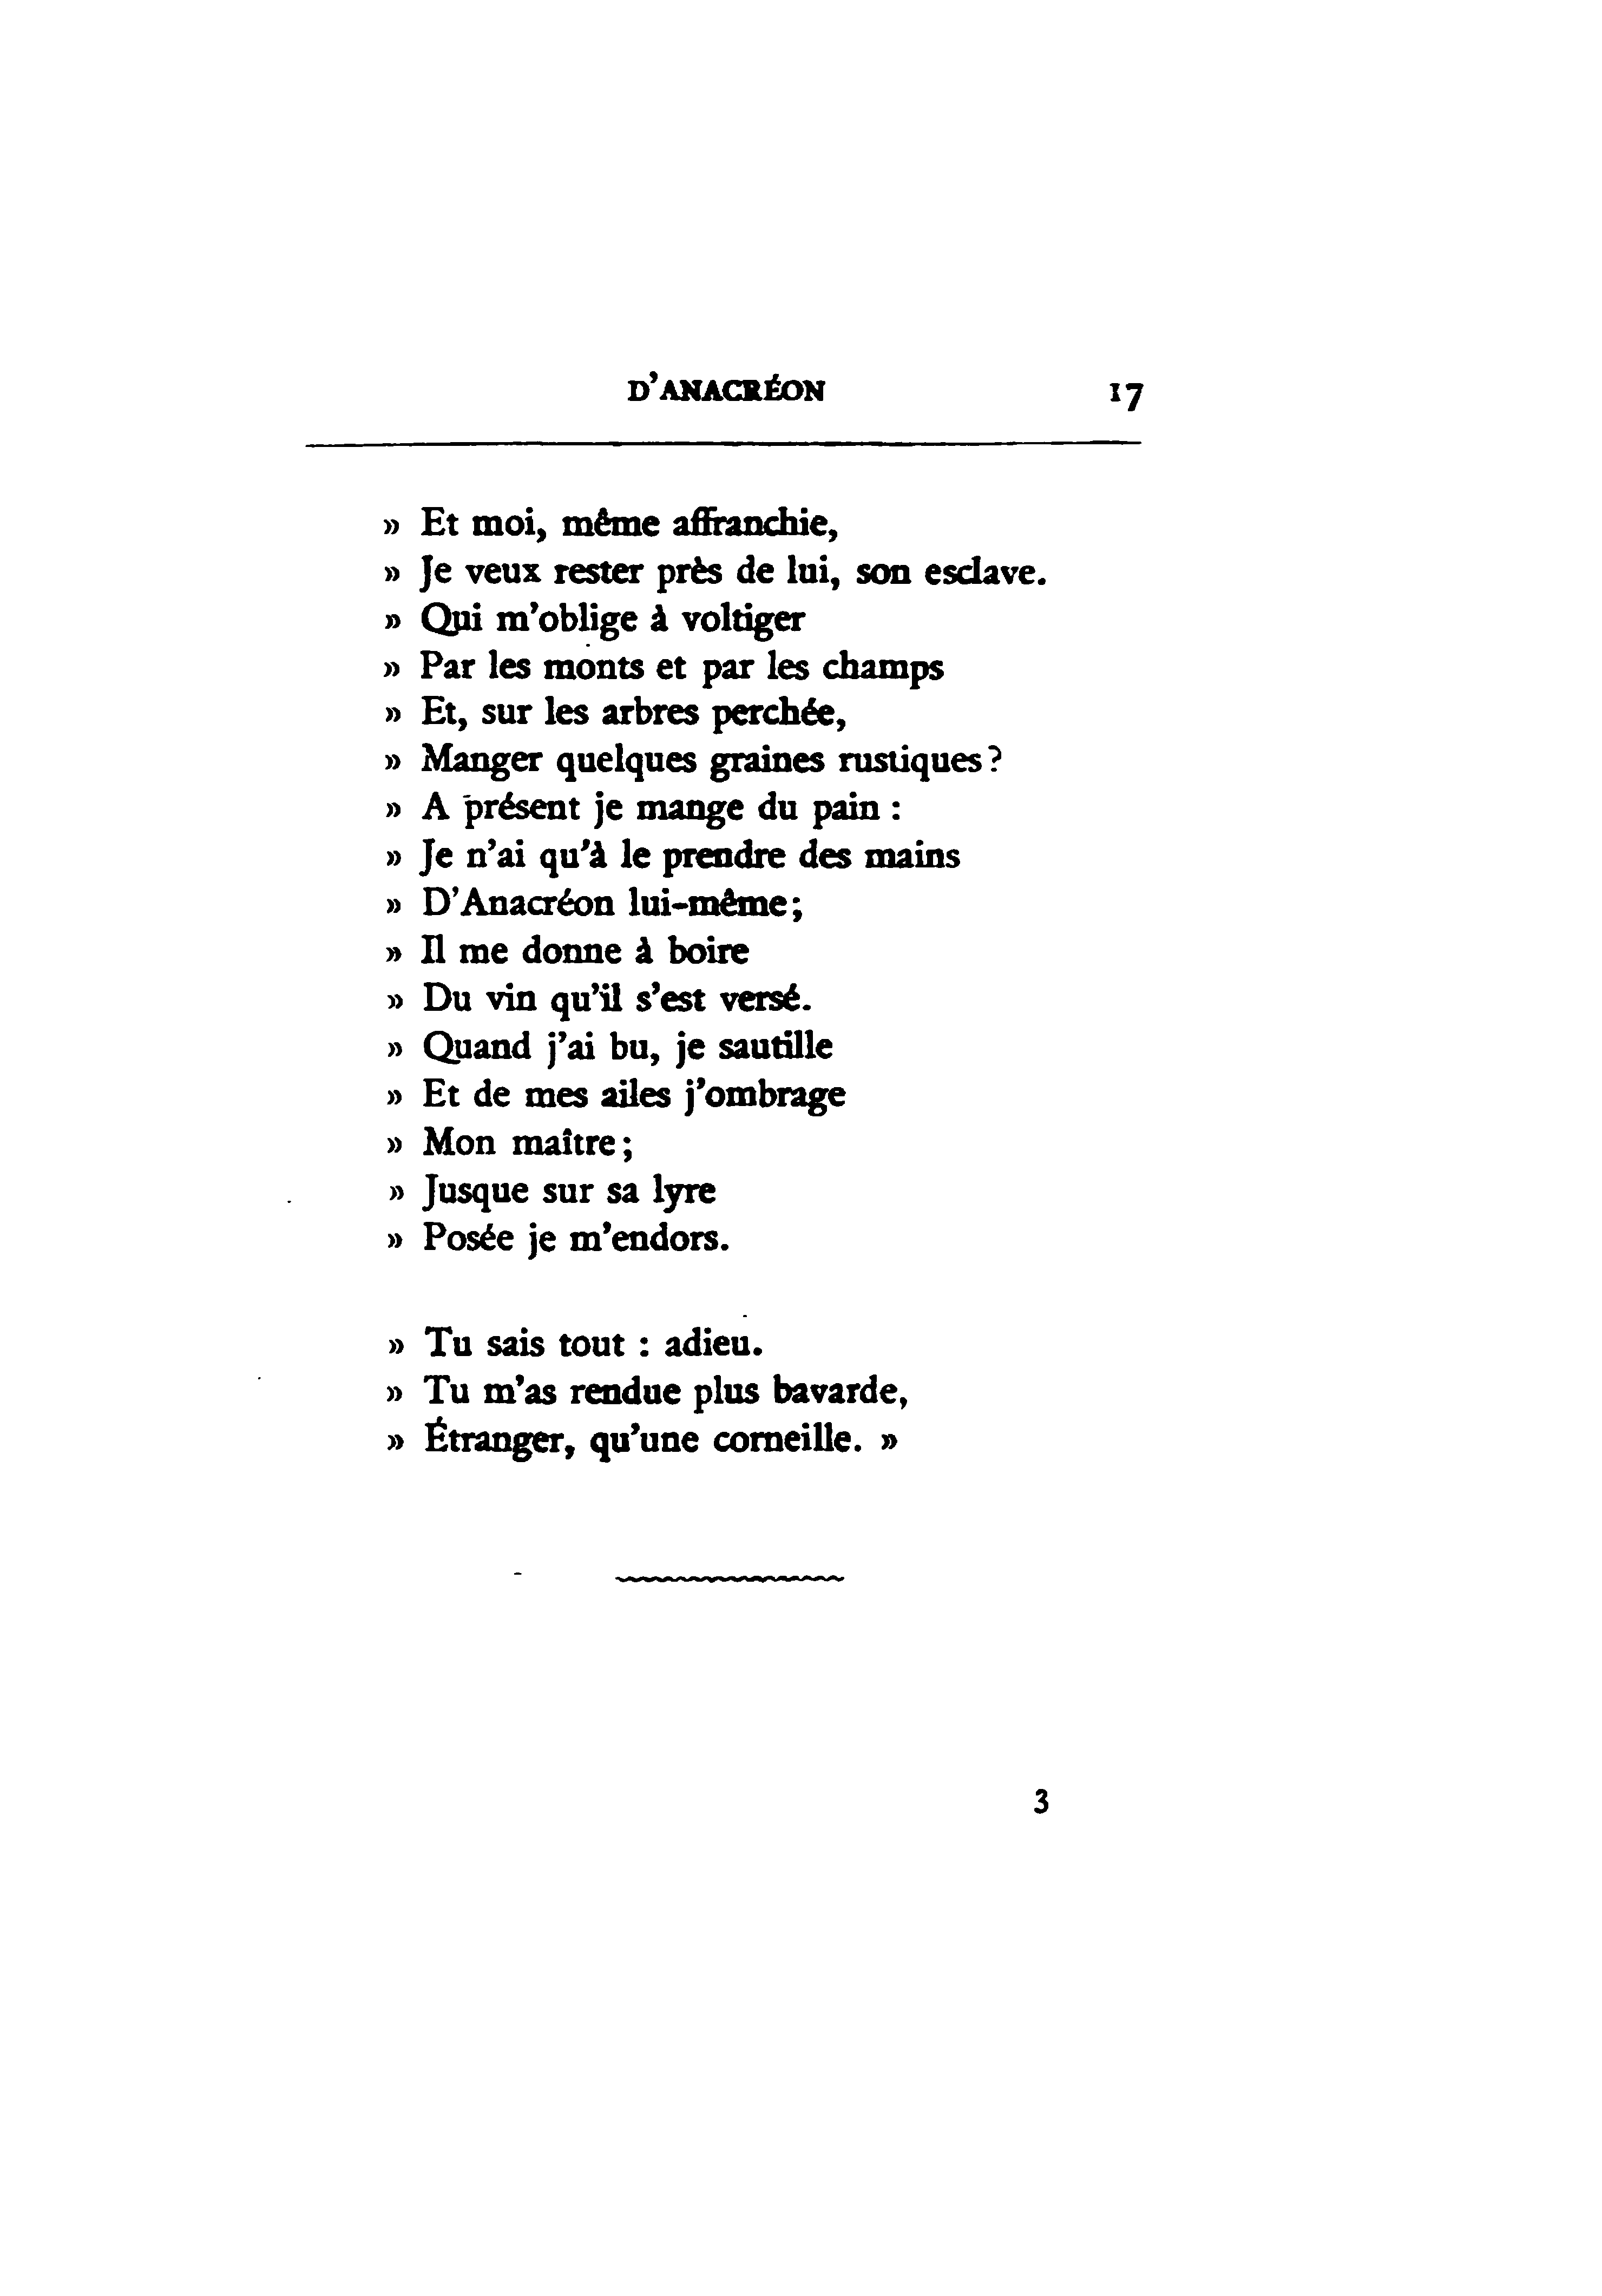 D'ANACRÉON 17
» Et moi, même affranchie,
» Je veux rester près de lui, son esclave.
» Qui m'oblige à voltiger
» Par les monts et par les champs
» Et, sur les arbres perchée,
» Manger quelques graines rustiques?
» A présent je mange du pain :
» Je n'ai qu'à le prendre des mains
» D'Anacréon lui-même;
» Il me donne à boire
» Du vin qu'il s'est versé.
» Quand j'ai bu, je sautille
» Et de mes ailes j'ombrage
» Mon maître;
» Jusque sur sa lyre
» Posée je m'endors.
» Tu sais tout : adieu.
» Tu m'as rendue plus bavarde,
» Étranger, qu'une corneille. »
3